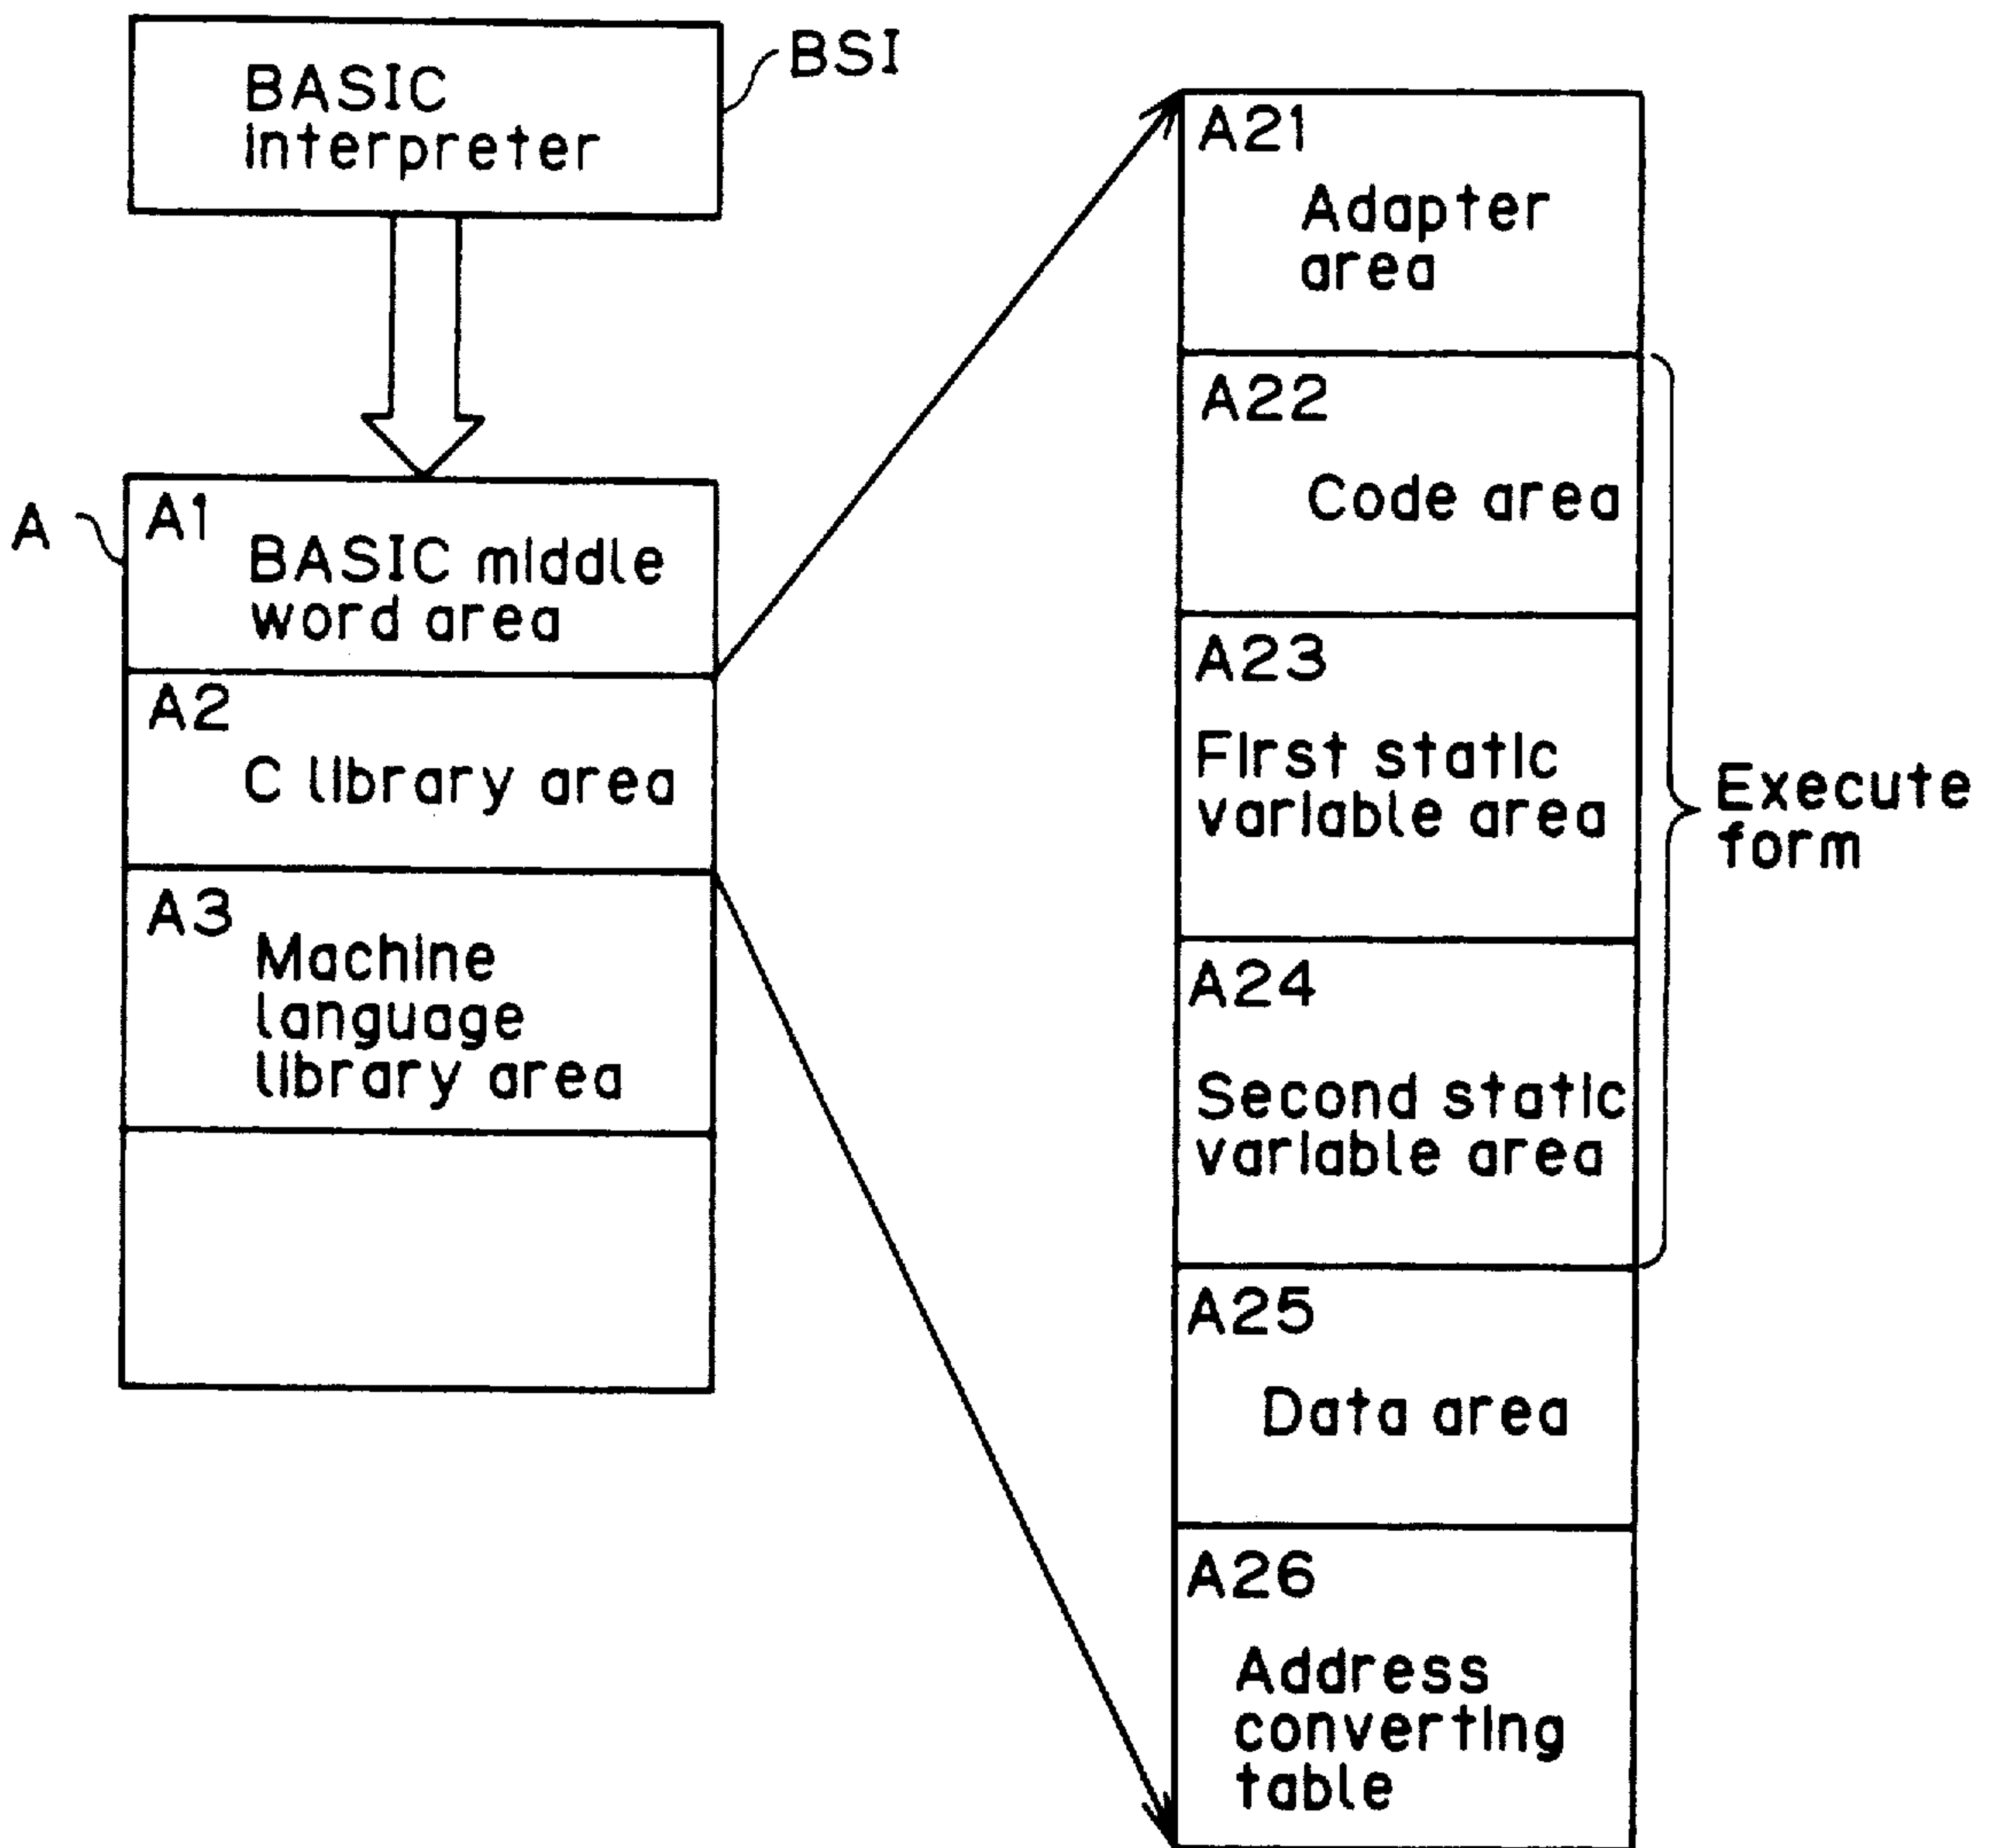 BASIC
interpreter
BSI
A
A1
BASIC middle
word area
A2
C library area
A3
Machine
language
library area
A21
Adapter
area
A22
Code area
A23
First static
variable area
A24
Second static
variable area
Execute
form
A25
Data area
A26
Address
converting
table